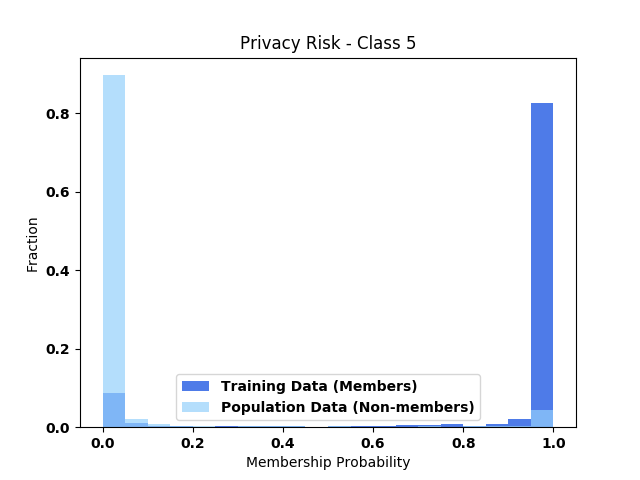 Privacy Risk - Class 5
Fraction
0.8
0.6
0.4
0.2
0.0
Training Data (Members)
Population Data (Non-members)
0.0 0.2 0.4 0.6 0.8 1.0
Membership Probability